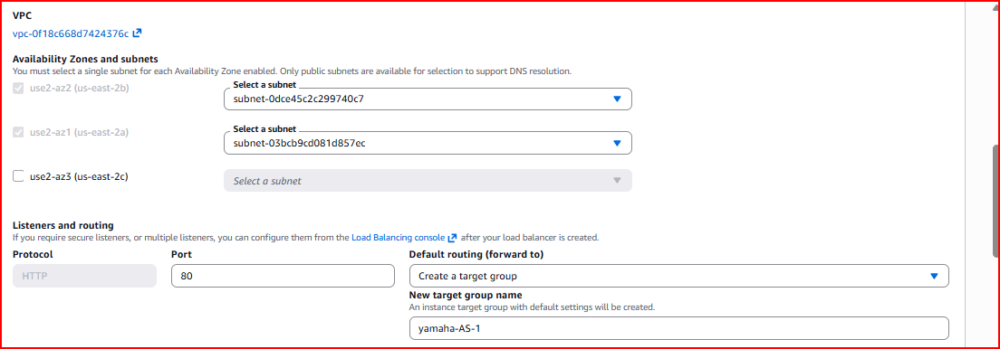 VPC
vpc-0f18c668d7424376c
Availability Zones and subnets
You must select a single subnet for each Availability Zone enabled. Only public subnets are available for selection to support DNS resolution.
use2-az2 (us-east-2b)
Select a subnet
subnet-0dce45c2c299740c7
use2-az1 (us-east-2a)
Select a subnet
subnet-03bcb9cd081d857ec
use2-az3 (us-east-2c)
Select a subnet
Listeners and routing
If you require secure listeners, or multiple listeners, you can configure them from the Load Balancing console after your load balancer is created.
Protocol Port Default routing (forward to)
HTTP 80 Create a target group
New target group name
An instance target group with default settings will be created.
yamaha-AS-1